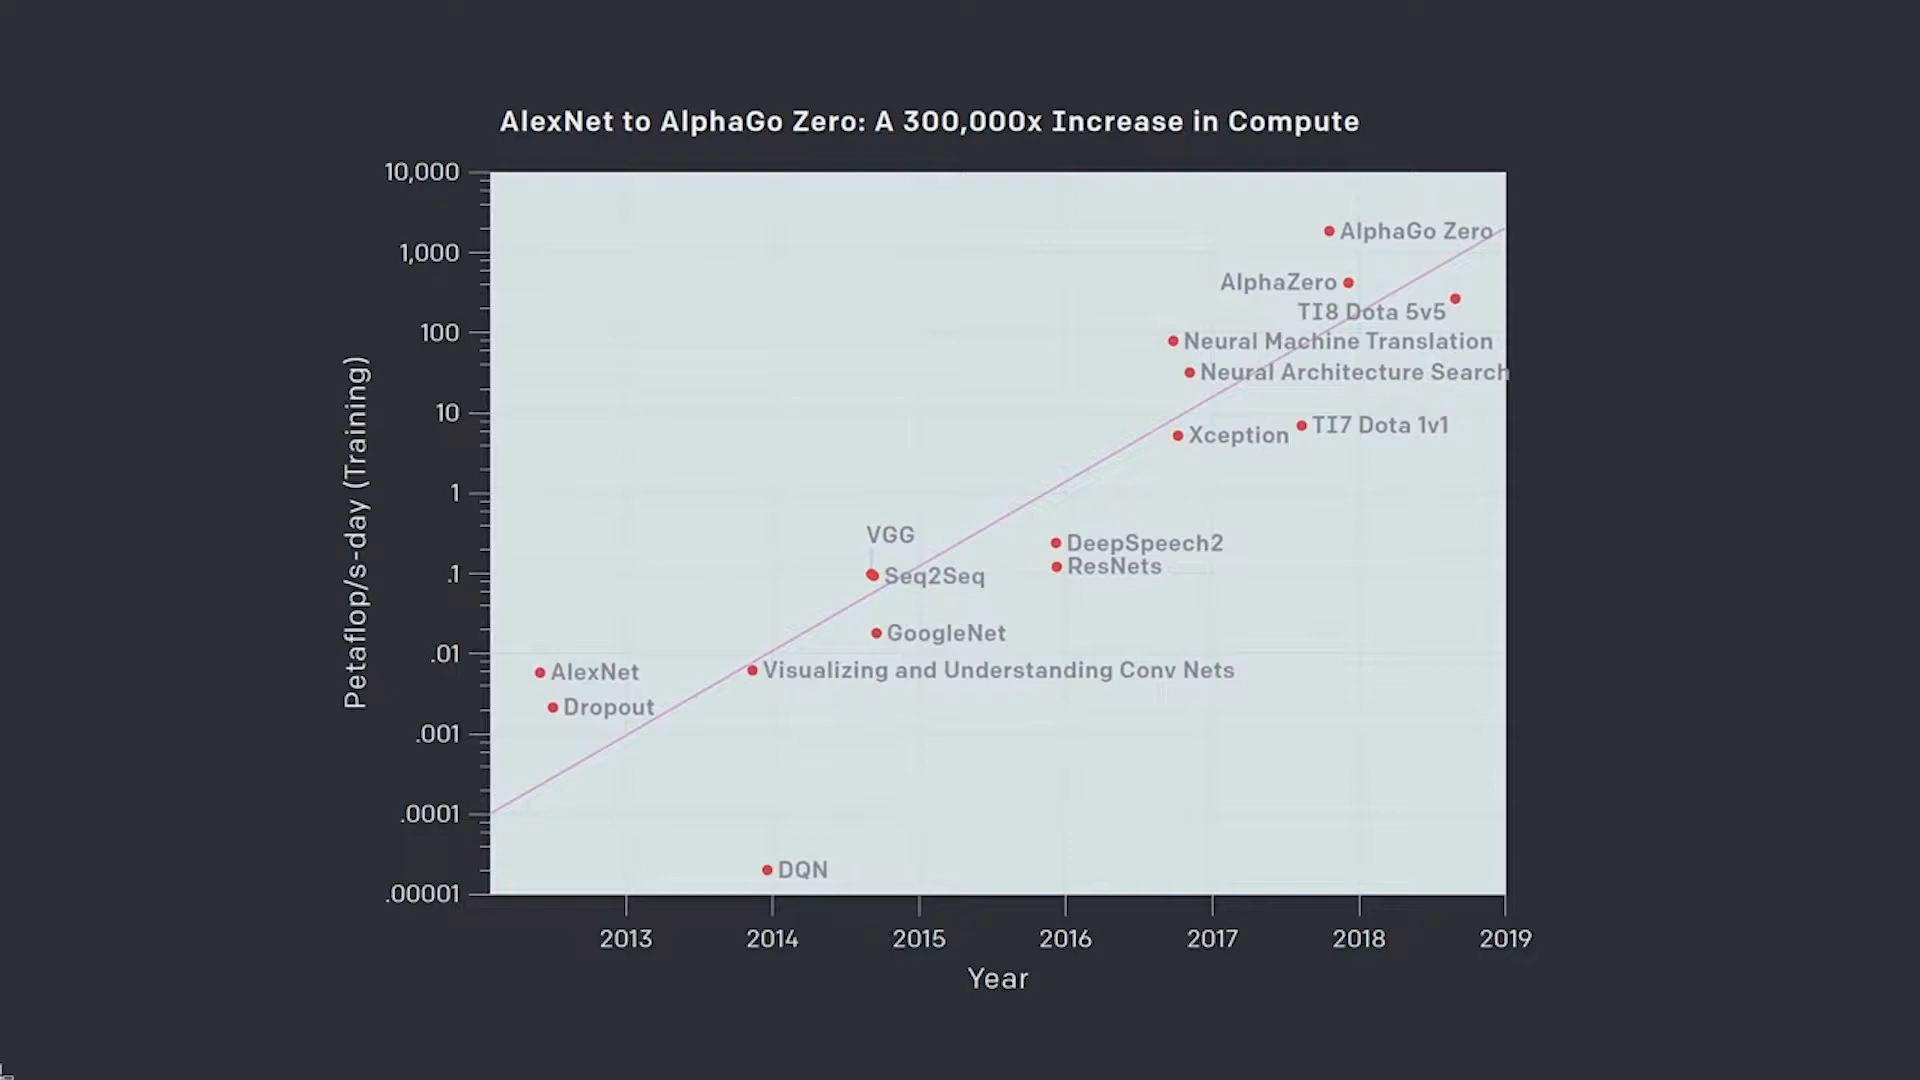 AlexNet to AlphaGo Zero: A 300,000x Increase in Compute
10,000
1,000
100
10
1
.1
.01
.001
.0001
.00001
Petaflop/s-day (Training)
AlphaGo Zero
AlphaZero
TI8 Dota 5v5
Neural Machine Translation
Neural Architecture Search
TI7 Dota 1v1
Xception
VGG
DeepSpeech2
ResNets
Seq2Seq
GoogleNet
Visualizing and Understanding Conv Nets
AlexNet
Dropout
DQN
2013 2014 2015 2016 2017 2018 2019
Year